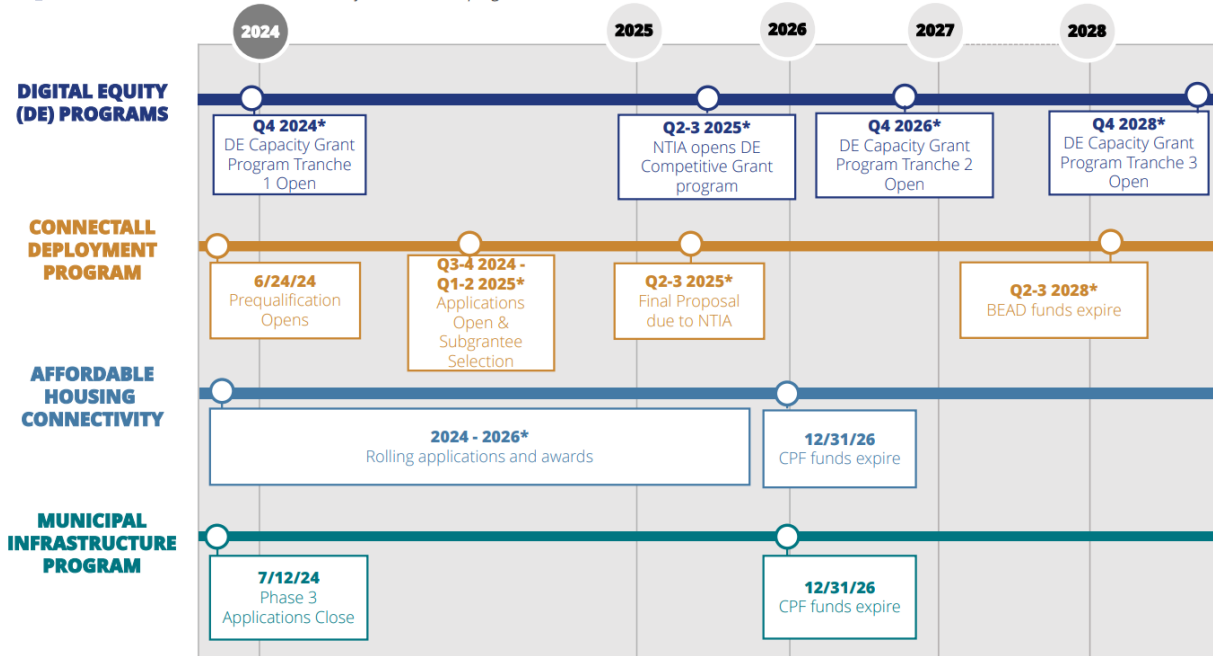 2024
2025
2026
2027
2028
DIGITAL EQUITY
(DE) PROGRAMS
Q4 2024*
DE Capacity Grant
Program Tranche
1 Open
Q2-3 2025*
NTIA opens DE
Competitive Grant
program
Q4 2026*
DE Capacity Grant
Program Tranche 2
Open
Q4 2028*
DE Capacity Grant
Program Tranche 3
Open
CONNECTALL
DEPLOYMENT
PROGRAM
6/24/24
Prequalification
Opens
Q3-4 2024 -
Q1-2 2025*
Applications
Open &
Subgrantee
Selection
Q2-3 2025*
Final Proposal
due to NTIA
Q2-3 2028*
BEAD funds expire
AFFORDABLE
HOUSING
CONNECTIVITY
2024 - 2026*
Rolling applications and awards
12/31/26
CPF funds expire
MUNICIPAL
INFRASTRUCTURE
PROGRAM
7/12/24
Phase 3
Applications Close
12/31/26
CPF funds expire